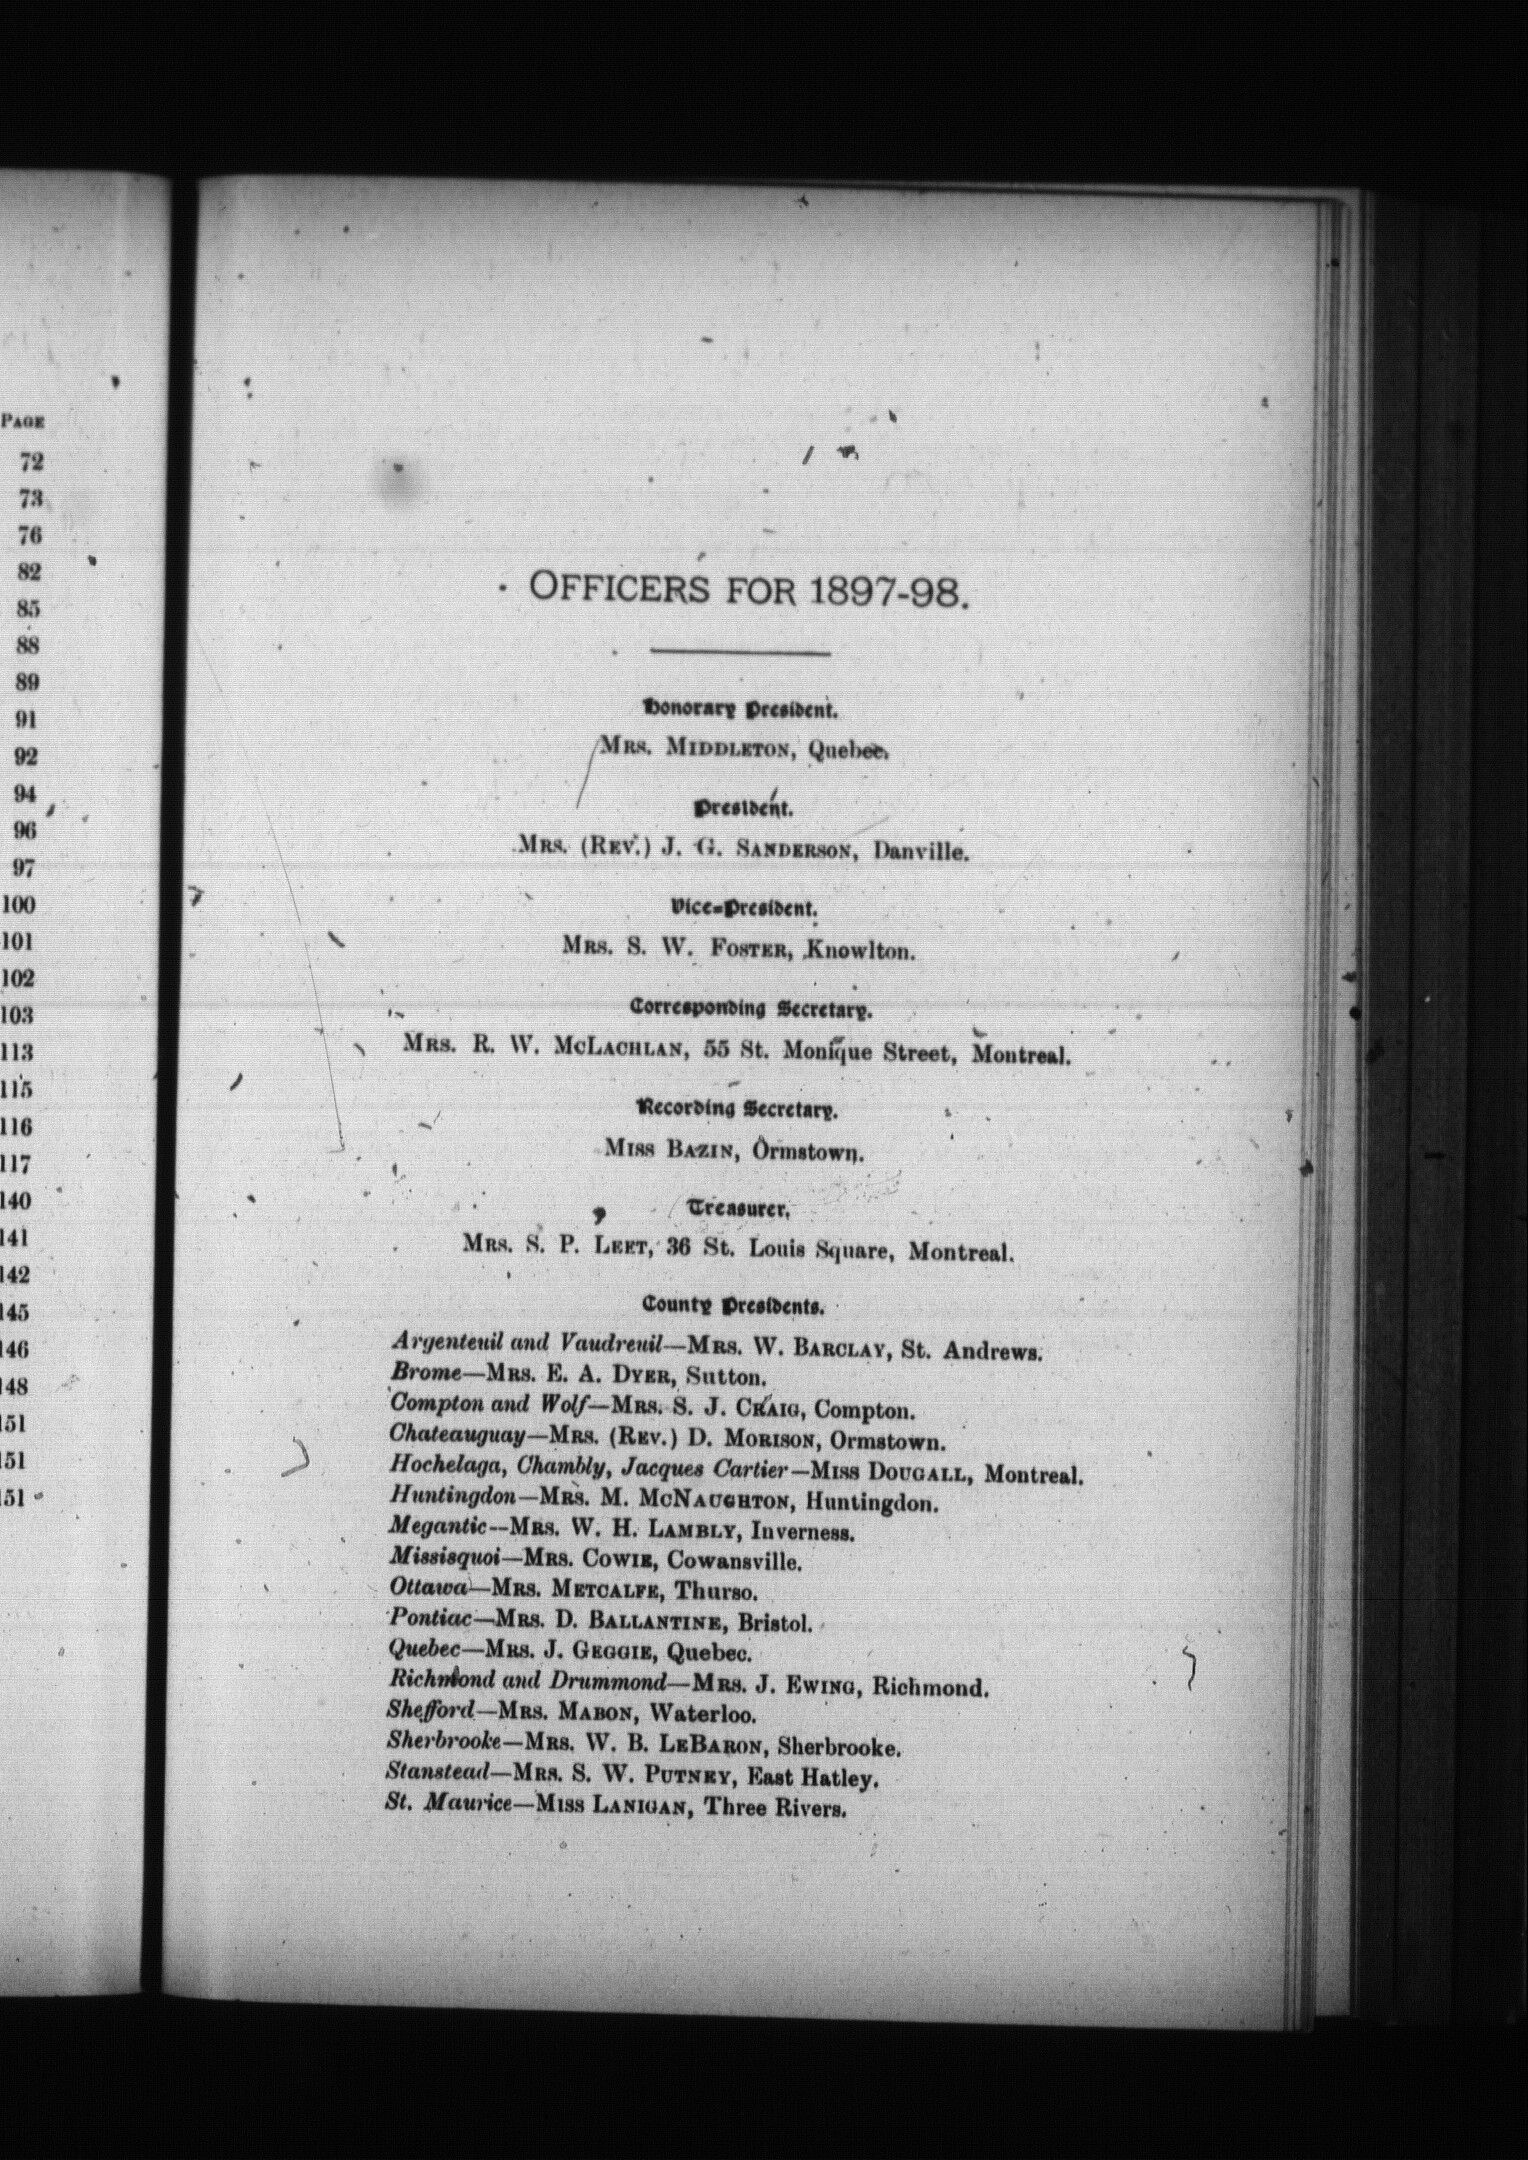 PAGE
72
73
76
82
85
88
89
91
92
94
96
97
100
101
102
103
113
115
116
117
140
141
142
145
146
148
151
151
151
OFFICERS FOR 1897-98.
Honorary President.
MRS. MIDDLETON, Quebec.
President.
MRS. (REV.) J. G. SANDERSON, Danville.
Vice-President.
MRS. S. W. FOSTER, Knowlton.
Corresponding Secretary.
MRS. R. W. MCLACHLAN, 55 St. Monique Street, Montreal.
Recording Secretary.
MISS BAZIN, Ormstown.
Treasurer.
MRS. S. P. LEET, 36 St. Louis Square, Montreal.
County Presidents.
Argenteuil and Vaudreuil—MRS. W. BARCLAY, St. Andrews.
Brome—MRS. E. A. DYER, Sutton.
Compton and Wolf—MRS. S. J. CRAIG, Compton.
Chateauguay—MRS. (REV.) D. MORISON, Ormstown.
Hochelaga, Chambly, Jacques Cartier—MISS DOUGALL, Montreal.
Huntingdon—MRS. M. MCNAUGHTON, Huntingdon.
Megantic—MRS. W. H. LAMBLY, Inverness.
Missisquoi—MRS. COWIE, Cowansville.
Ottawa—MRS. METCALFE, Thurso.
Pontiac—MRS. D. BALLANTINE, Bristol.
Quebec—MRS. J. GEGGIE, Quebec.
Richmond and Drummond—MRS. J. EWING, Richmond.
Shefford—MRS. MABON, Waterloo.
Sherbrooke—MRS. W. B. LEBARON, Sherbrooke.
Stanstead—MRS. S. W. PUTNEY, East Hatley.
St. Maurice—MISS LANIGAN, Three Rivers.